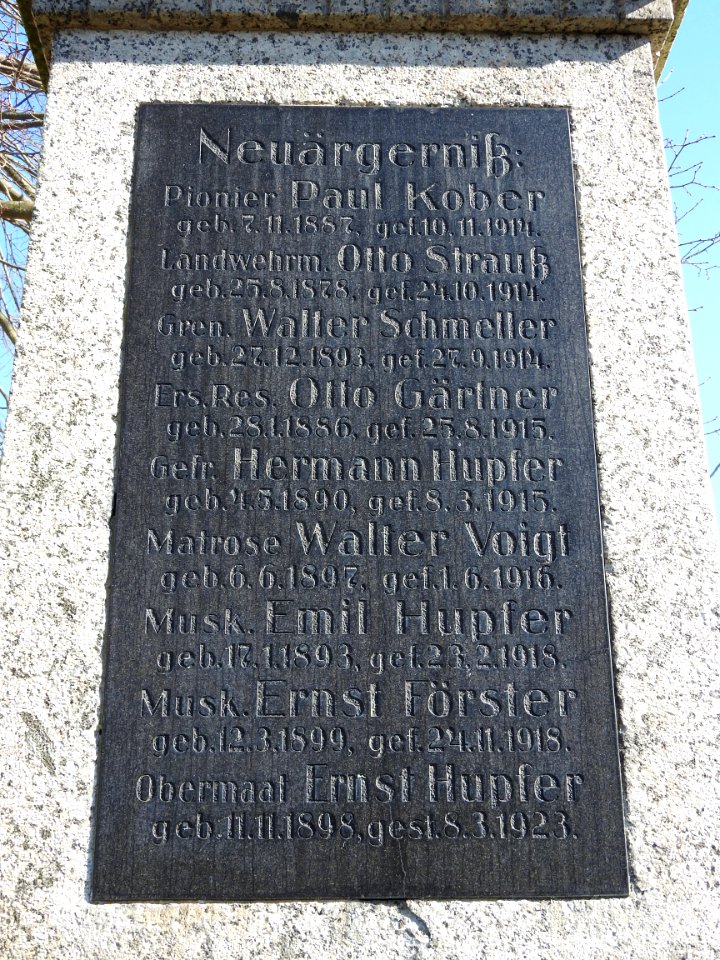 Neuärgerniß:
Pionier Paul Kober
geb. 7.11.1887, gef. 10.11.1914.
Landwehrm. Otto Strauß
geb. 25.8.1878, gef. 24.10.1914.
Gren. Walter Schmeller
geb. 27.12.1893, gef. 27.9.1914.
Ers. Res. Otto Gärtner
geb. 28.1.1886, gef. 25.8.1915.
Gefr. Hermann Hupfer
geb. 4.5.1890, gef. 8.3.1915.
Matrose Walter Voigt
geb. 6.6.1897, gef. 1.6.1916.
Musk. Emil Hupfer
geb. 17.1.1893, gef. 23.2.1918.
Musk. Ernst Förster
geb. 12.3.1899, gef. 24.11.1918.
Obermaat Ernst Hupfer
geb. 11.11.1898, gest. 8.3.1923.